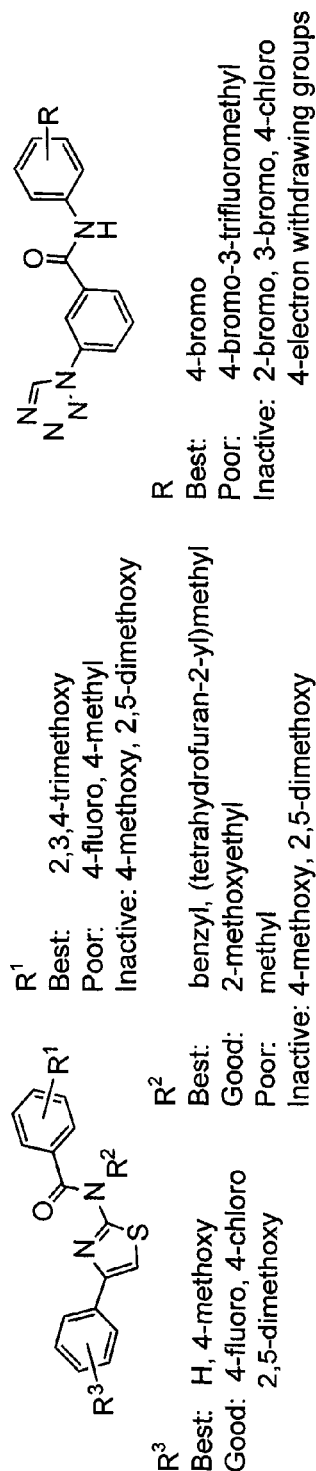 R¹
Best: 2,3,4-trimethoxy
Poor: 4-fluoro, 4-methyl
Inactive: 4-methoxy, 2,5-dimethoxy
R³
O
N
R²
R¹
N
S
R³
Best: H, 4-methoxy
Good: 4-fluoro, 4-chloro
2,5-dimethoxy
R²
Best: benzyl, (tetrahydrofuran-2-yl)methyl
Good: 2-methoxyethyl
Poor: methyl
Inactive: 4-methoxy, 2,5-dimethoxy
N
N
N
N
O
N
H
R
R
Best: 4-bromo
Poor: 4-bromo-3-trifluoromethyl
Inactive: 2-bromo, 3-bromo, 4-chloro
4-electron withdrawing groups